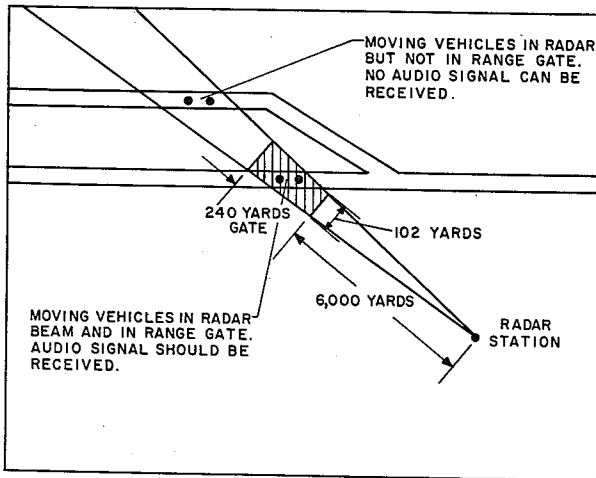 MOVING VEHICLES IN RADAR
BUT NOT IN RANGE GATE.
NO AUDIO SIGNAL CAN BE
RECEIVED.
240 YARDS
GATE
102 YARDS
6,000 YARDS
MOVING VEHICLES IN RADAR
BEAM AND IN RANGE GATE.
AUDIO SIGNAL SHOULD BE
RECEIVED.
RADAR
STATION